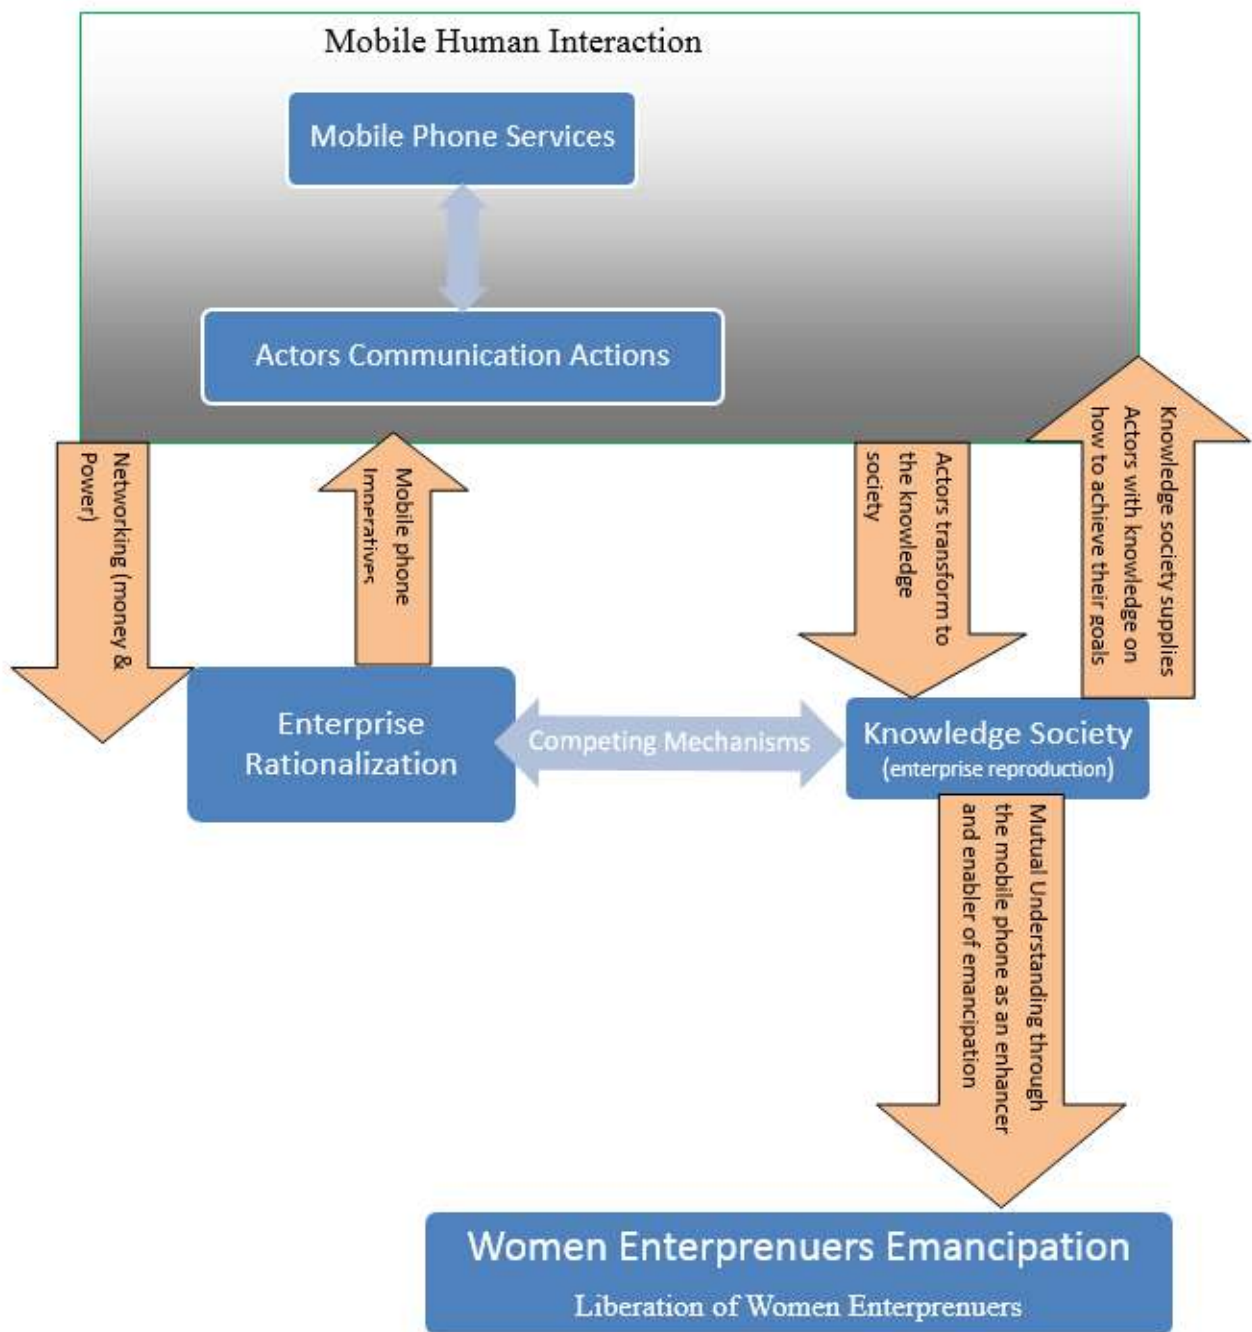 Mobile Human Interaction
Mobile Phone Services
Actors Communication Actions
Networking (money &
Power)
Mobile phone
Imperatives
Actors transform to
the knowledge
society
Knowledge society supplies
Actors with knowledge on
how to achieve their goals
Enterprise
Rationalization
Competing Mechanisms
Knowledge Society
(enterprise reproduction)
Mutual Understanding through
the mobile phone as an enhancer
and enabler of emancipation
Women Enterprenuers Emancipation
Liberation of Women Enterprenuers